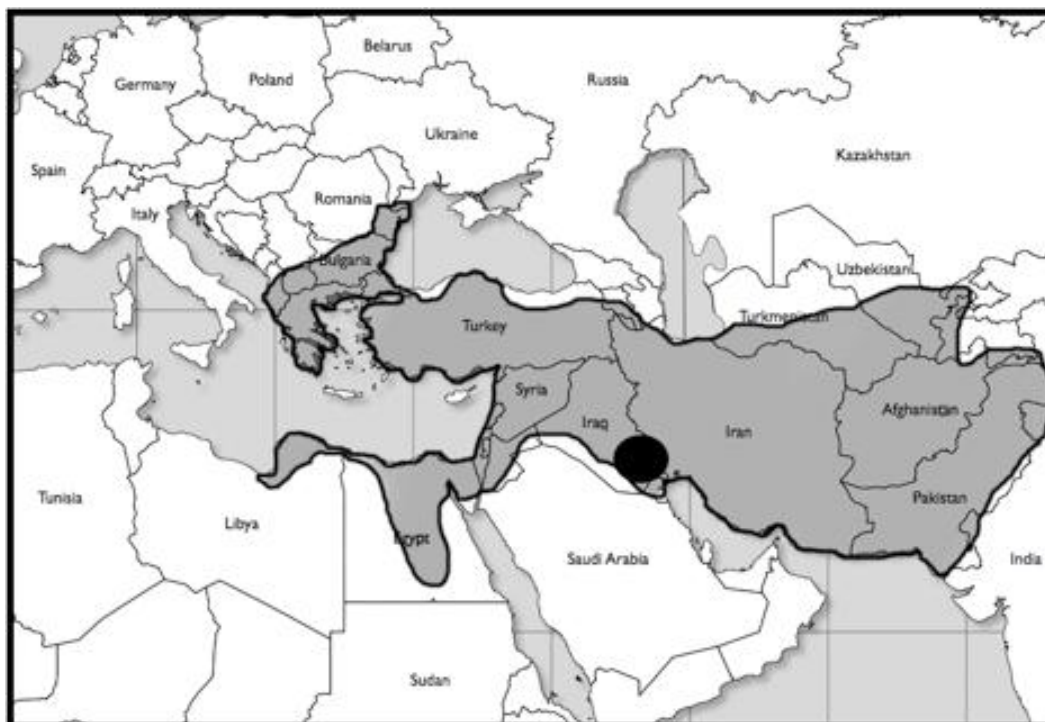 Belarus
Germany
Poland
Russia
Ukraine
Kazakhstan
Spain
Romania
Italy
Bulgaria
Uzbekistan
Turkmenistan
Turkey
Syria
Afghanistan
Iraq
Iran
Tunisia
Pakistan
Libya
Egypt
Saudi Arabia
India
Sudan